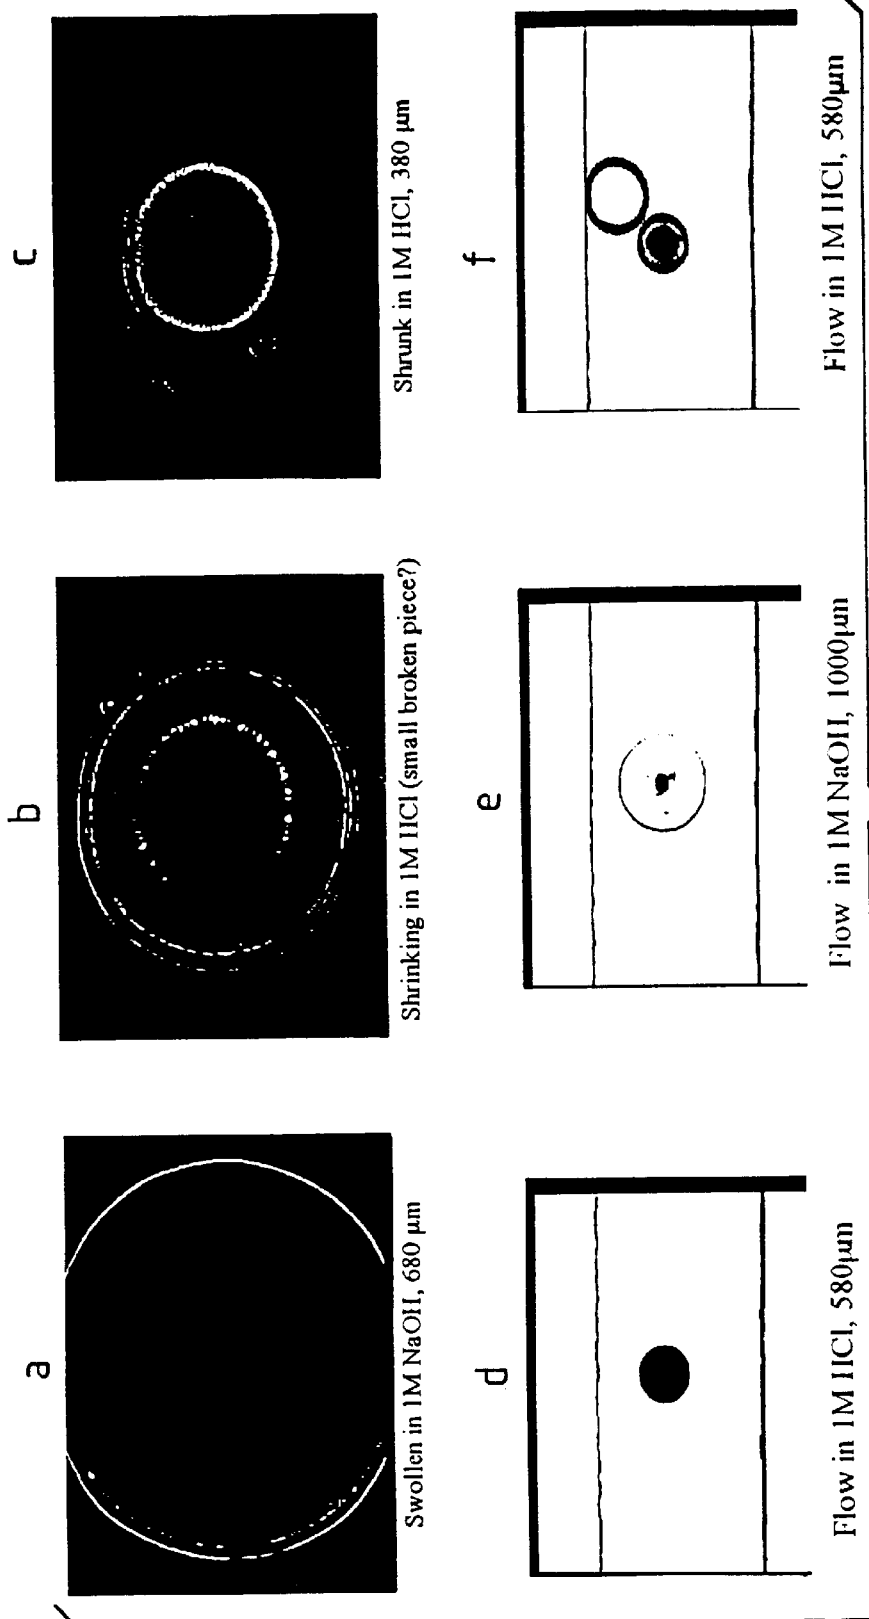 a
b
c
Swollen in 1M NaOH, 680 µm
Shrinking in 1M HCl (small broken piece?)
Shrunk in 1M HCl, 380 µm
d
e
f
Flow in 1M HCl, 580µm
Flow in 1M NaOH, 1000µm
Flow in 1M HCl, 580µm